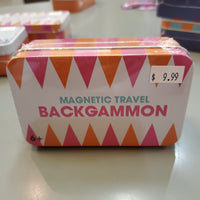 $ 9.99
MAGNETIC TRAVEL
BACKGAMMON
6+